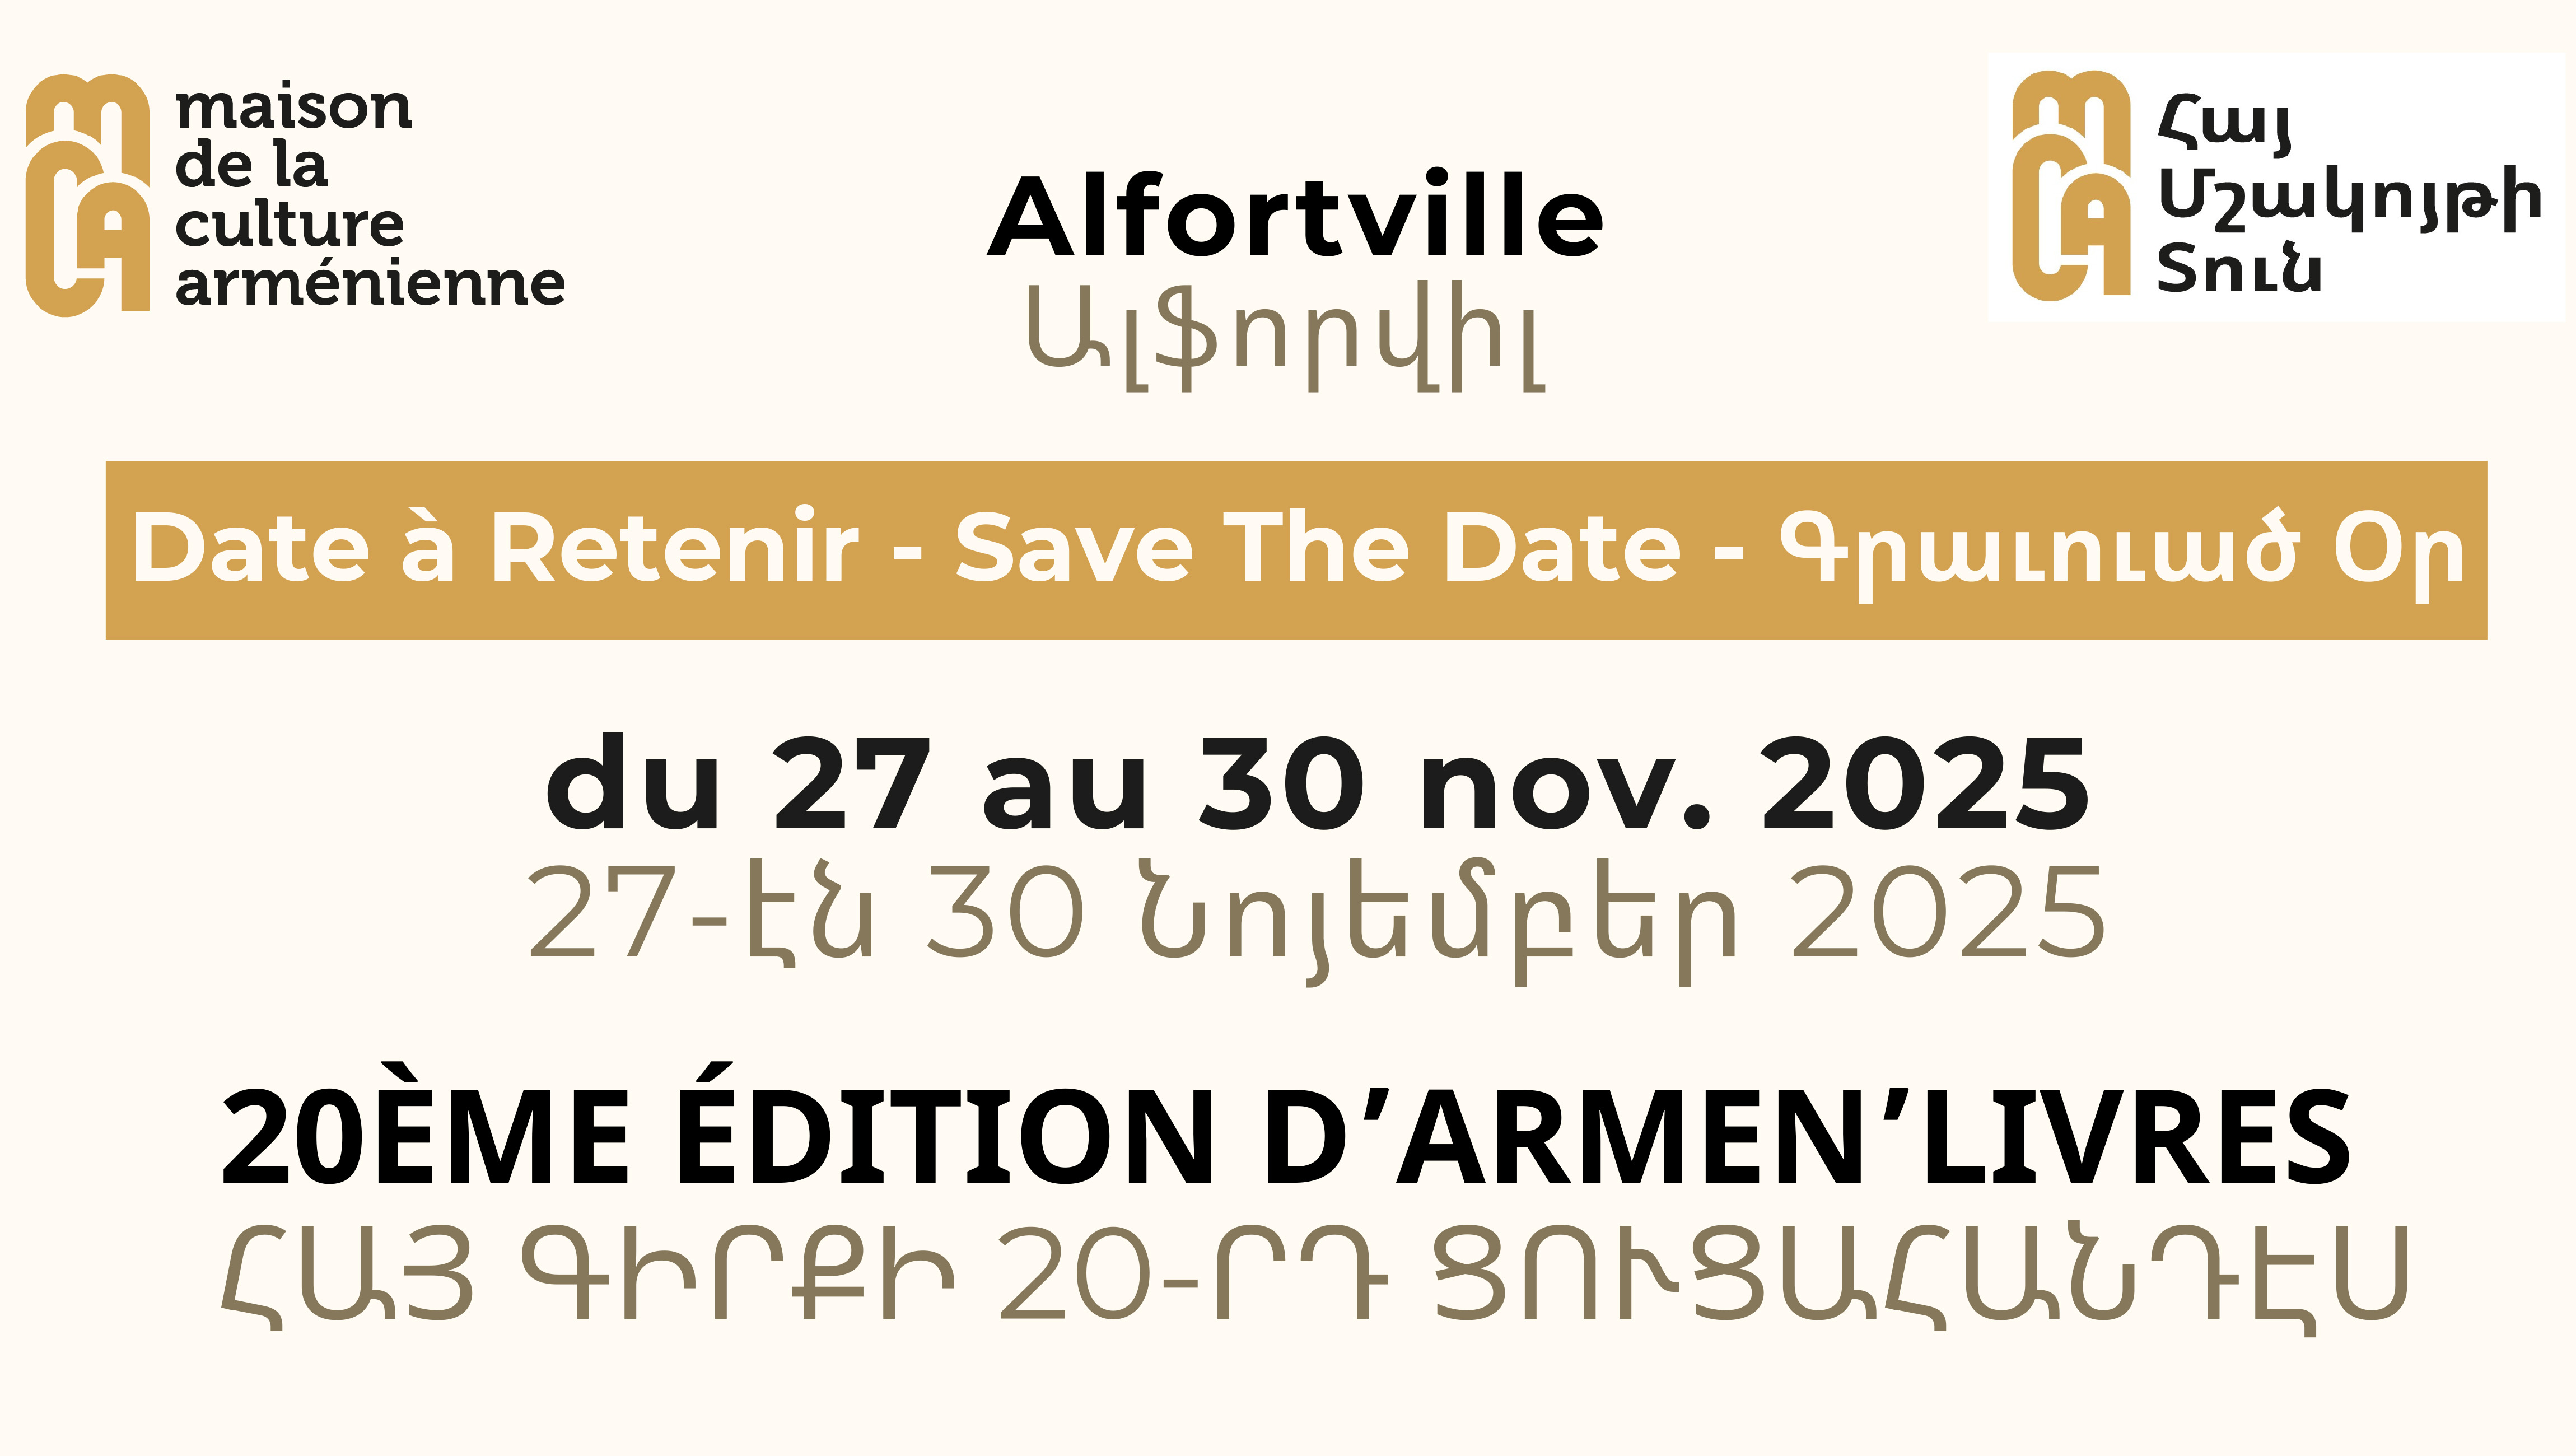 maison
de la
culture
arménienne
Հայ
Մշակոյթի
Տուն
Alfortville
Ալֆորվիլ
Date à Retenir - Save The Date - Գրաւուած Օր
du 27 au 30 nov. 2025
27-էն 30 Նոյեմբեր 2025
20ÈME ÉDITION D’ARMEN’LIVRES
ՀԱՅ ԳԻՐՔԻ 20-ՐԴ ՑՈՒՑԱՀԱՆԴԷՍ